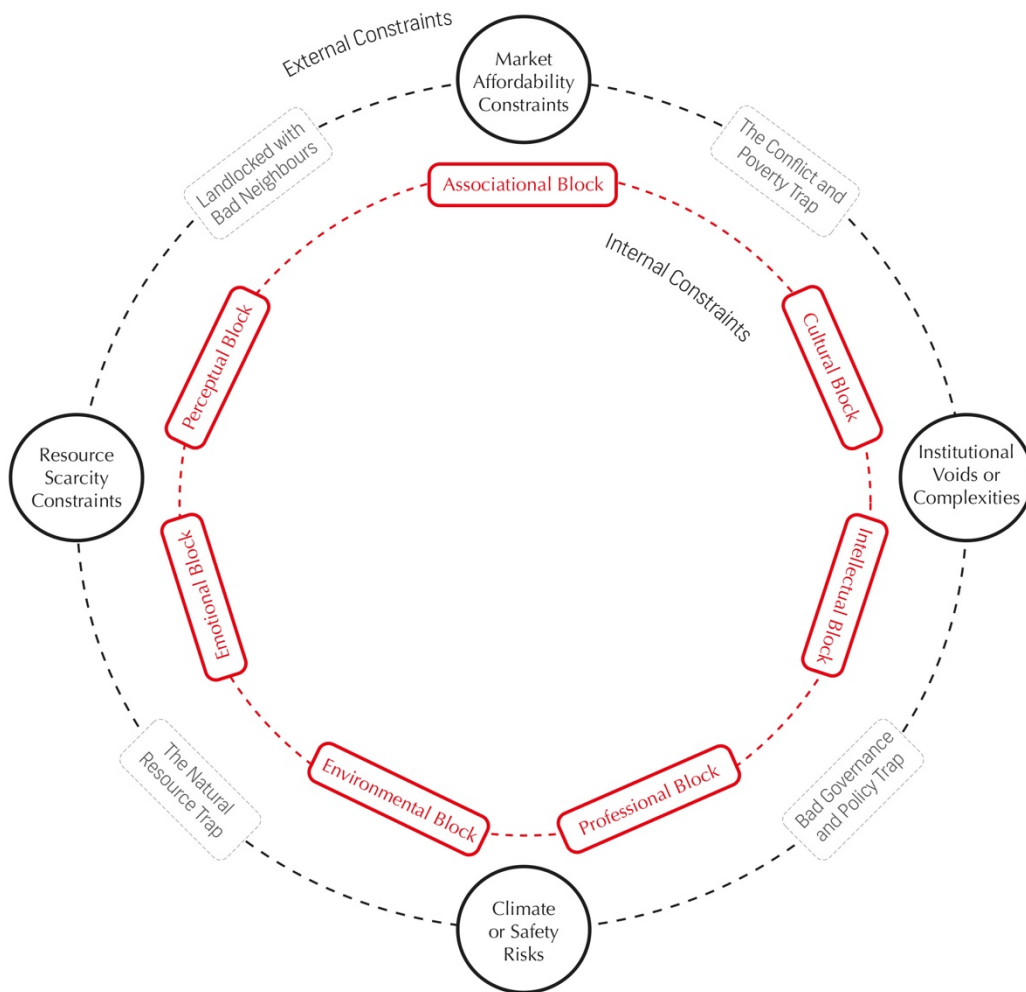 External Constraints
Market
Affordability
Constraints
Landlocked with
Bad Neighbours
The Conflict and
Poverty Trap
Associational Block
Internal Constraints
Perceptual Block
Cultural Block
Resource
Scarcity
Constraints
Institutional
Voids or
Complexities
Emotional Block
Intellectual Block
The Natural
Resource Trap
Environmental Block
Professional Block
Bad Governance
and Policy Trap
Climate
or Safety
Risks